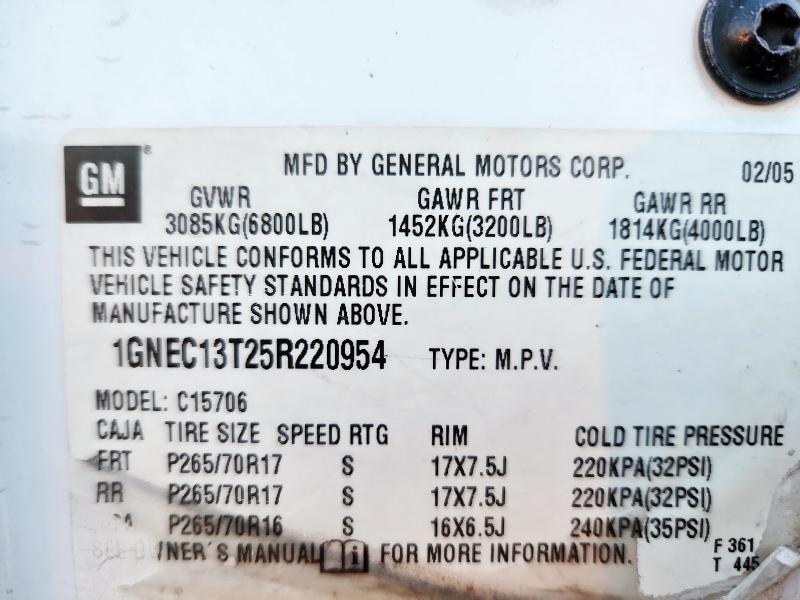 GM ® MFD BY GENERAL MOTORS CORP. 02/05
GVWR GAWR FRT GAWR RR
3085KG(6800LB) 1452KG(3200LB) 1814KG(4000LB)
THIS VEHICLE CONFORMS TO ALL APPLICABLE U.S. FEDERAL MOTOR
VEHICLE SAFETY STANDARDS IN EFFECT ON THE DATE OF
MANUFACTURE SHOWN ABOVE.
1GNEC13T25R220954 TYPE: M.P.V.
MODEL: C15706
CAJA TIRE SIZE SPEED RTG RIM COLD TIRE PRESSURE
FRT P265/70R17 S 17X7.5J 220KPA(32PSI)
RR P265/70R17 S 17X7.5J 220KPA(32PSI)
P265/70R16 S 16X6.5J 240KPA(35PSI)
SEE OWNER'S MANUAL i FOR MORE INFORMATION.
F 361
T 445